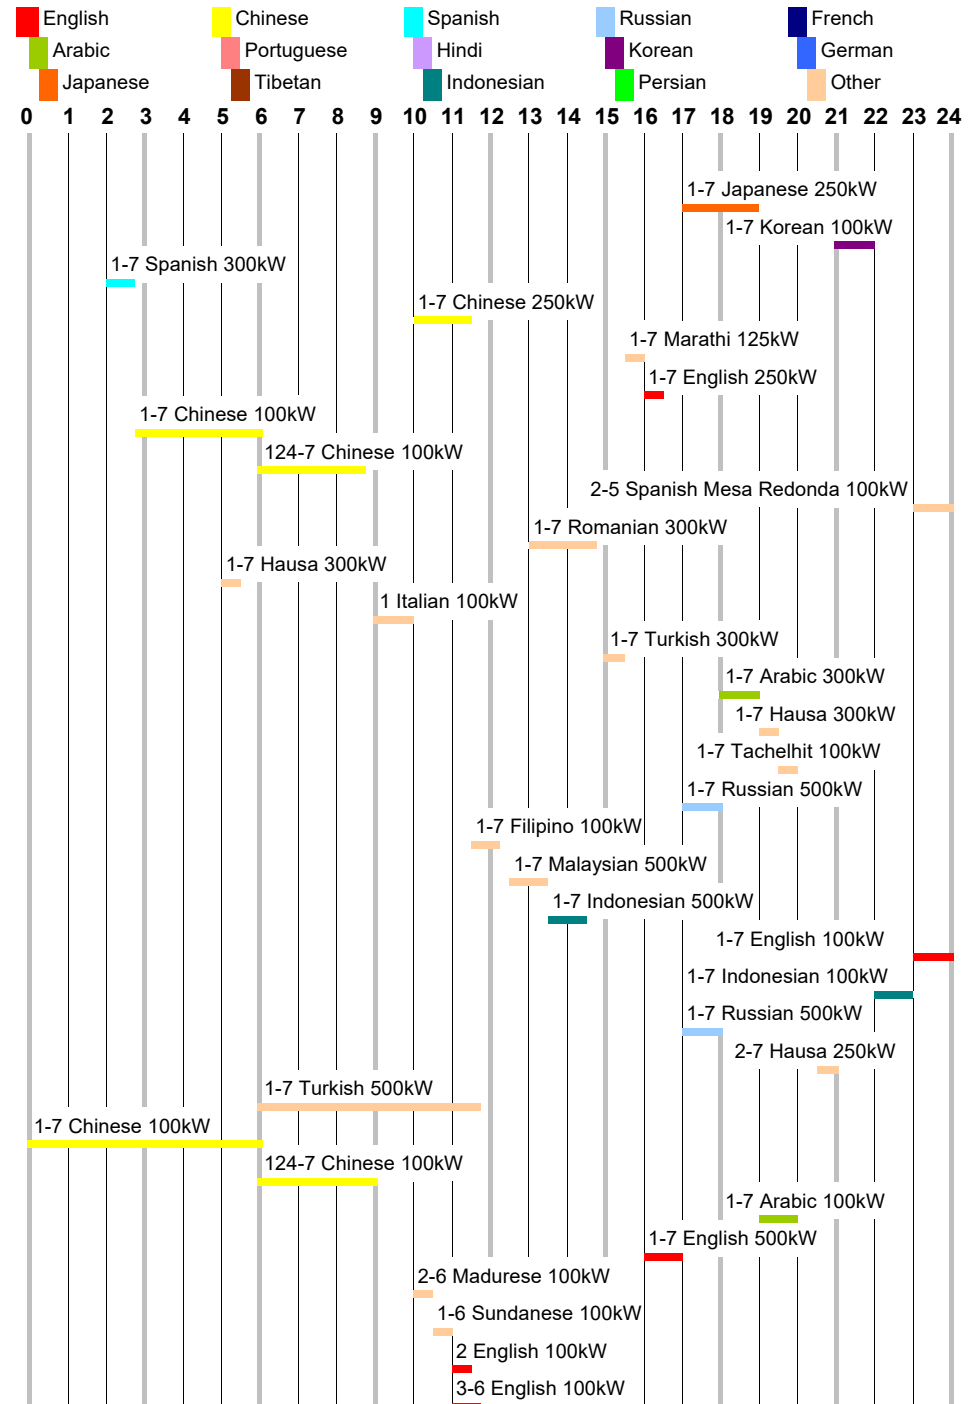 English Chinese Spanish Russian French
Arabic Portuguese Hindi Korean German
Japanese Tibetan Indonesian Persian Other
0 1 2 3 4 5 6 7 8 9 10 11 12 13 14 15 16 17 18 19 20 21 22 23 24
1-7 Japanese 250kW
1-7 Korean 100kW
1-7 Spanish 300kW
1-7 Chinese 250kW
1-7 Marathi 125kW
1-7 English 250kW
1-7 Chinese 100kW
124-7 Chinese 100kW
2-5 Spanish Mesa Redonda 100kW
1-7 Romanian 300kW
1-7 Hausa 300kW
1 Italian 100kW
1-7 Turkish 300kW
1-7 Arabic 300kW
1-7 Hausa 300kW
1-7 Tachelhit 100kW
1-7 Russian 500kW
1-7 Filipino 100kW
1-7 Malaysian 500kW
1-7 Indonesian 500kW
1-7 English 100kW
1-7 Indonesian 100kW
1-7 Russian 500kW
2-7 Hausa 250kW
1-7 Turkish 500kW
1-7 Chinese 100kW
124-7 Chinese 100kW
1-7 Arabic 100kW
1-7 English 500kW
2-6 Madurese 100kW
1-6 Sundanese 100kW
2 English 100kW
3-6 English 100kW